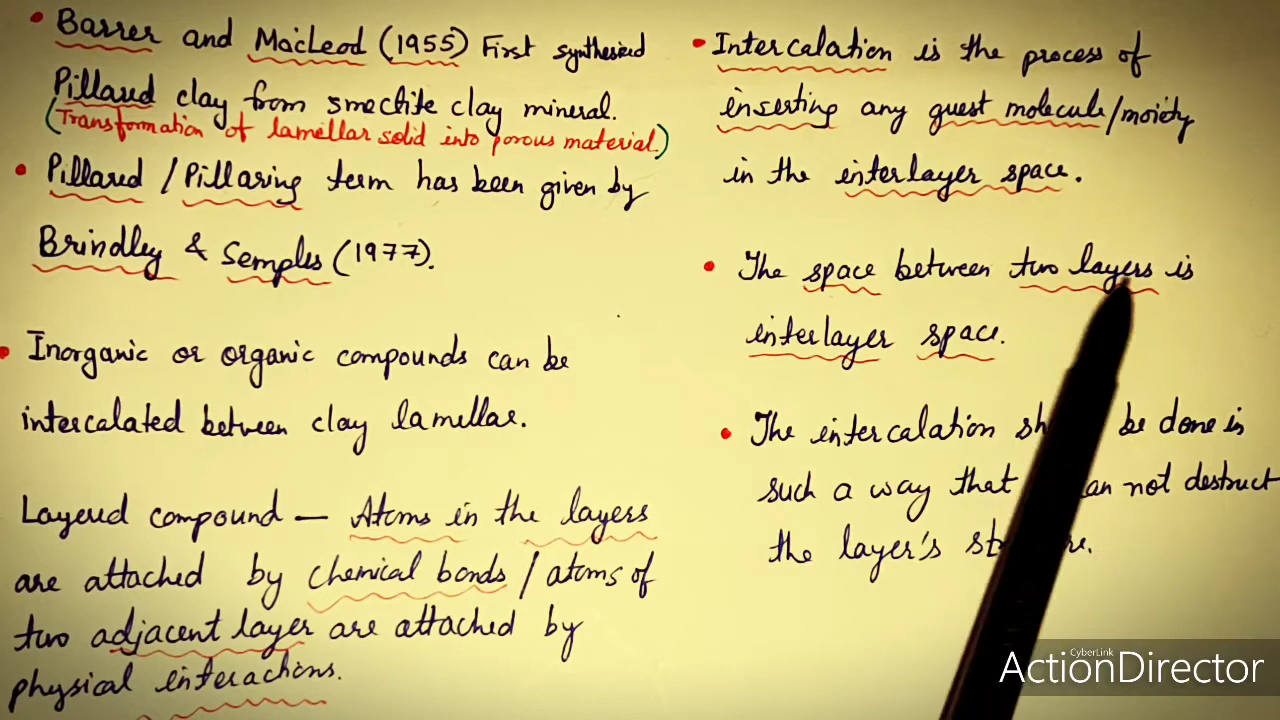 Barrer and MacLeod (1955) First synthesized
Pillared clay from smectite clay mineral.
(Transformation of lamellar solid into porous material.)
Pillared / Pillaring term has been given by
Brindley & Semples (1977).
Inorganic or organic compounds can be
intercalated between clay lamellar.
Layered compound — Atoms in the layers
are attached by chemical bonds / atoms of
two adjacent layer are attached by
physical interactions.
Intercalation is the process of
inserting any guest molecule/moiety
in the interlayer space.
The space between two layers is
interlayer space.
The intercalation be done in
such a way that not destruct
the layer's
CyberLink
ActionDirector